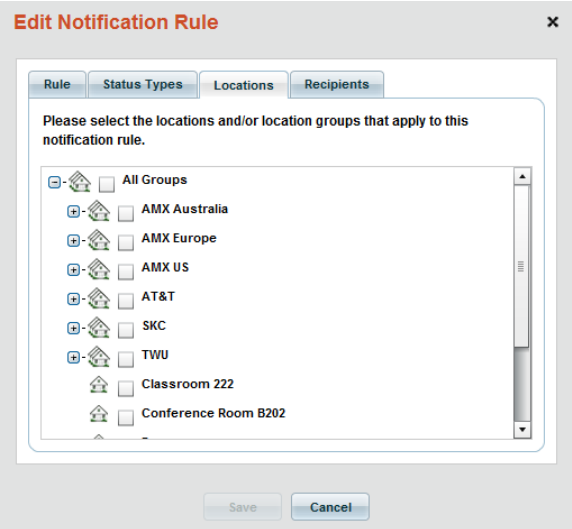 Edit Notification Rule
Rule Status Types Locations Recipients
Please select the locations and/or location groups that apply to this
notification rule.
All Groups
AMX Australia
AMX Europe
AMX US
AT&T
SKC
TWU
Classroom 222
Conference Room B202
Save Cancel